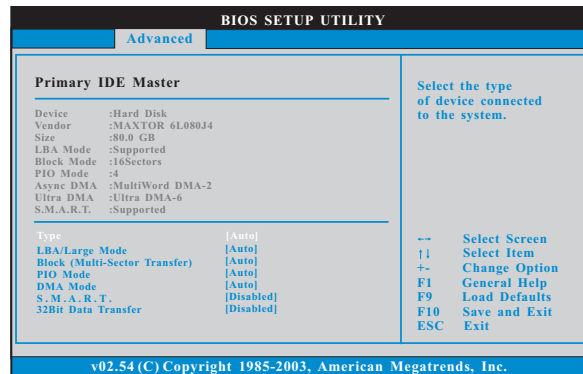 BIOS SETUP UTILITY
Advanced
Primary IDE Master
Device :Hard Disk
Vendor :MAXTOR 6L080J4
Size :80.0 GB
LBA Mode :Supported
Block Mode :16Sectors
PIO Mode :4
Async DMA :MultiWord DMA-2
Ultra DMA :Ultra DMA-6
S.M.A.R.T. :Supported
Type [Auto]
LBA/Large Mode [Auto]
Block (Multi-Sector Transfer) [Auto]
PIO Mode [Auto]
DMA Mode [Auto]
S.M.A.R.T. [Disabled]
32Bit Data Transfer [Disabled]
Select the type
of device connected
to the system.
←→ Select Screen
↑↓ Select Item
+- Change Option
F1 General Help
F9 Load Defaults
F10 Save and Exit
ESC Exit
v02.54 (C) Copyright 1985-2003, American Megatrends, Inc.